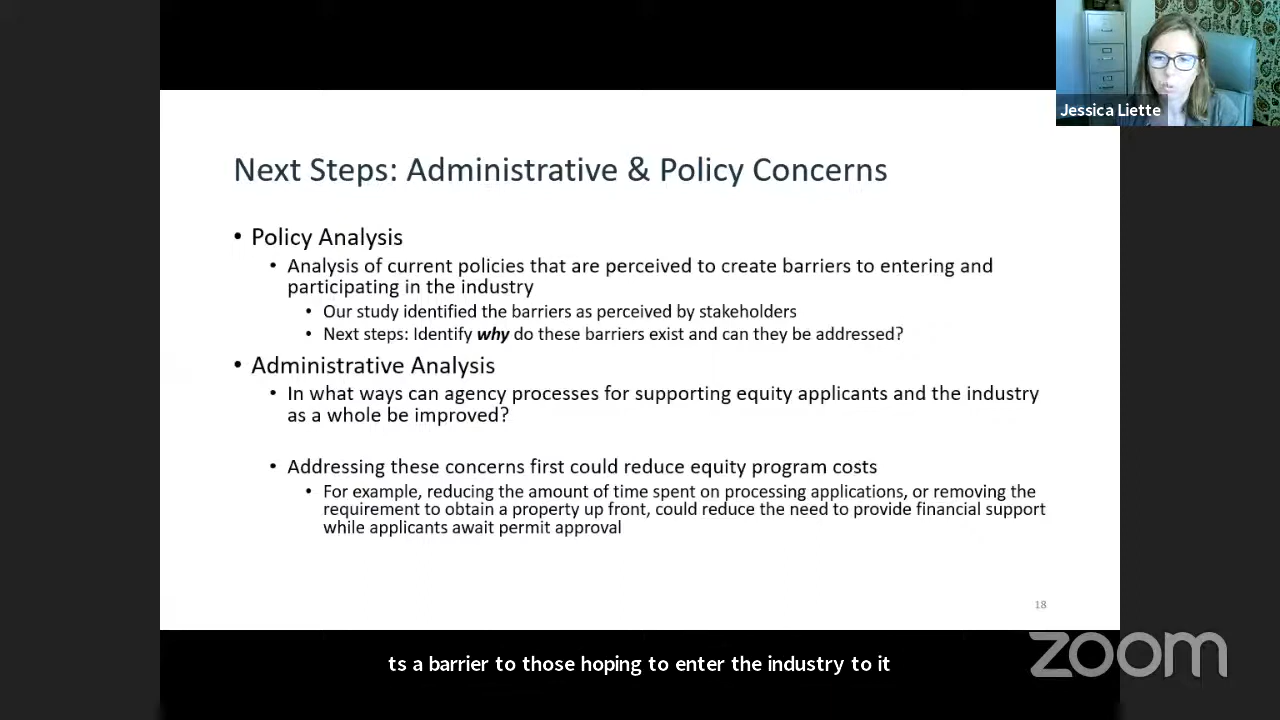 Jessica Liette
Next Steps: Administrative & Policy Concerns
• Policy Analysis
• Analysis of current policies that are perceived to create barriers to entering and
participating in the industry
• Our study identified the barriers as perceived by stakeholders
• Next steps: Identify why do these barriers exist and can they be addressed?
• Administrative Analysis
• In what ways can agency processes for supporting equity applicants and the industry
as a whole be improved?
• Addressing these concerns first could reduce equity program costs
• For example, reducing the amount of time spent on processing applications, or removing the
requirement to obtain a property up front, could reduce the need to provide financial support
while applicants await permit approval
18
ts a barrier to those hoping to enter the industry to it
zoom